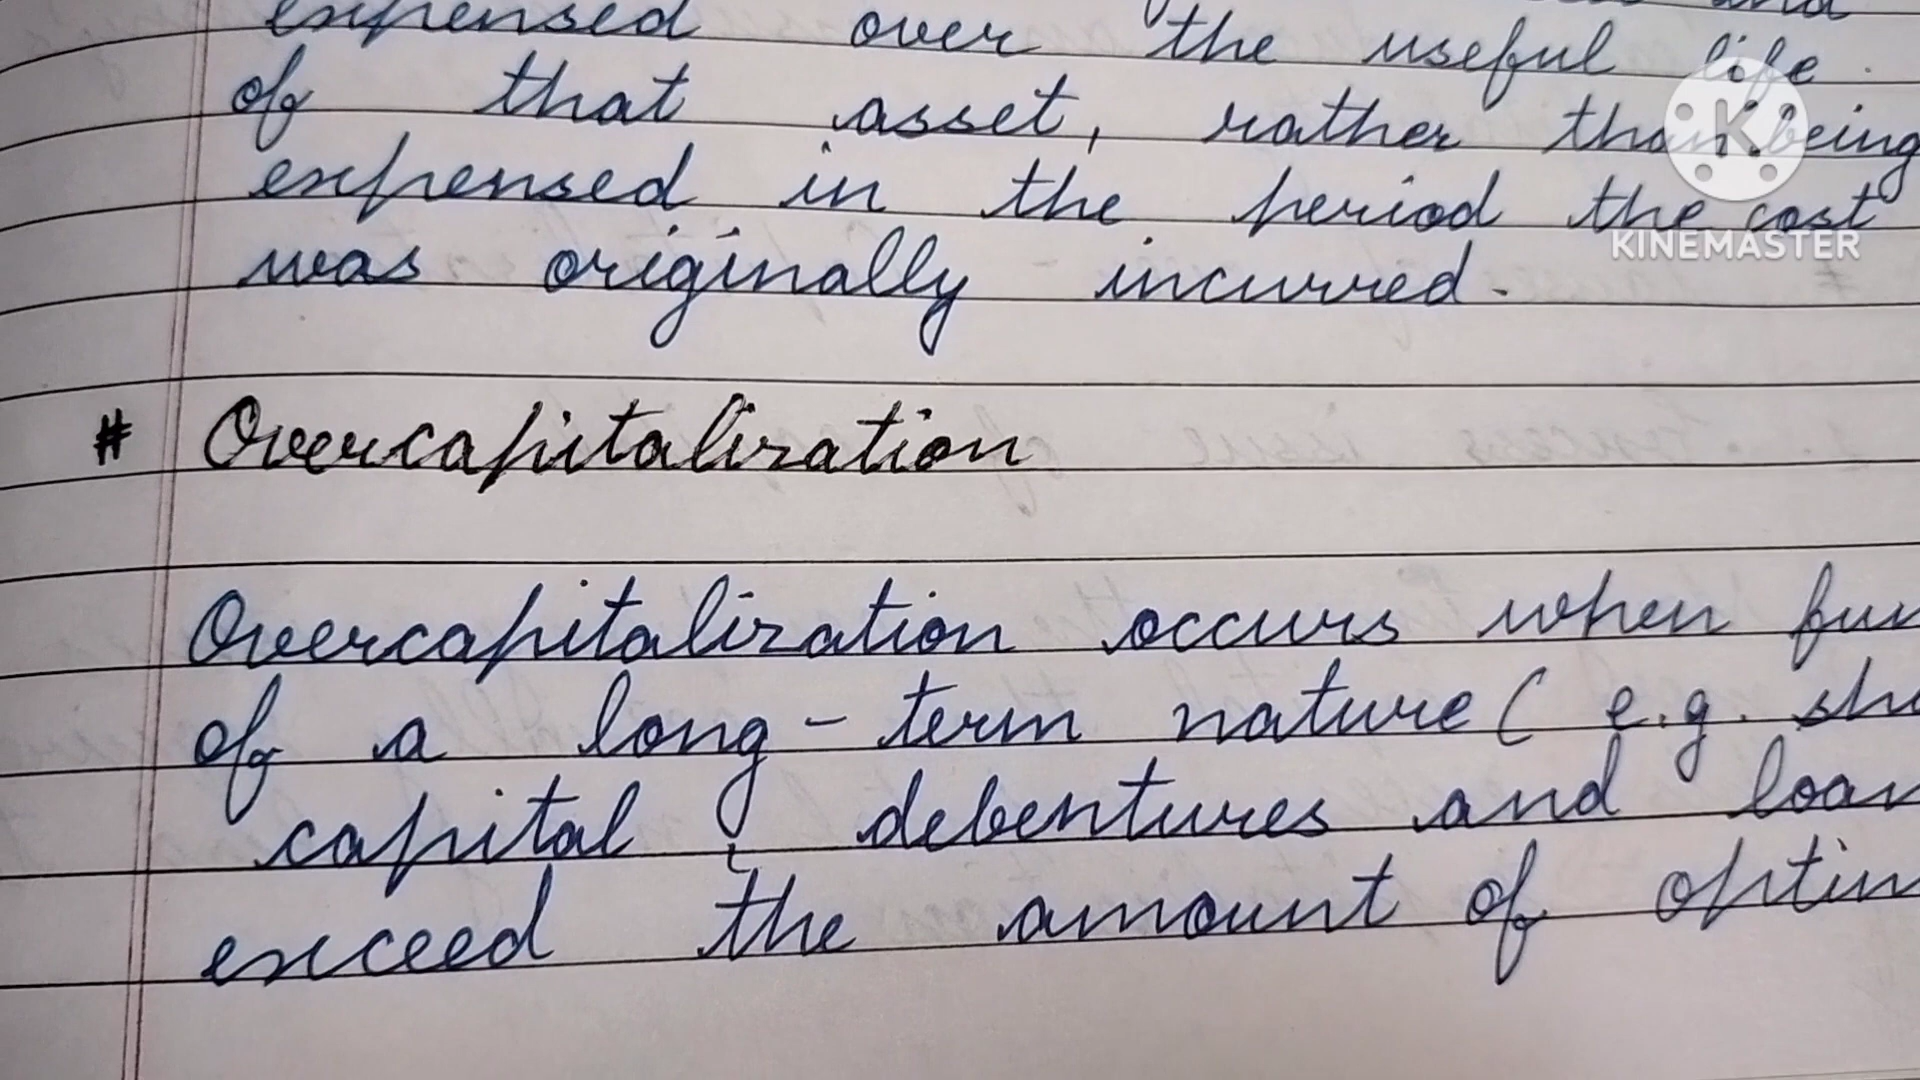 expensed over the useful life
of that asset, rather than being
expensed in the period the cost
was originally incurred.
KINEMASTER
# Overcapitalization
Overcapitalization occurs when
of a long-term nature (e.g.
capital, debentures and
exceed the amount of